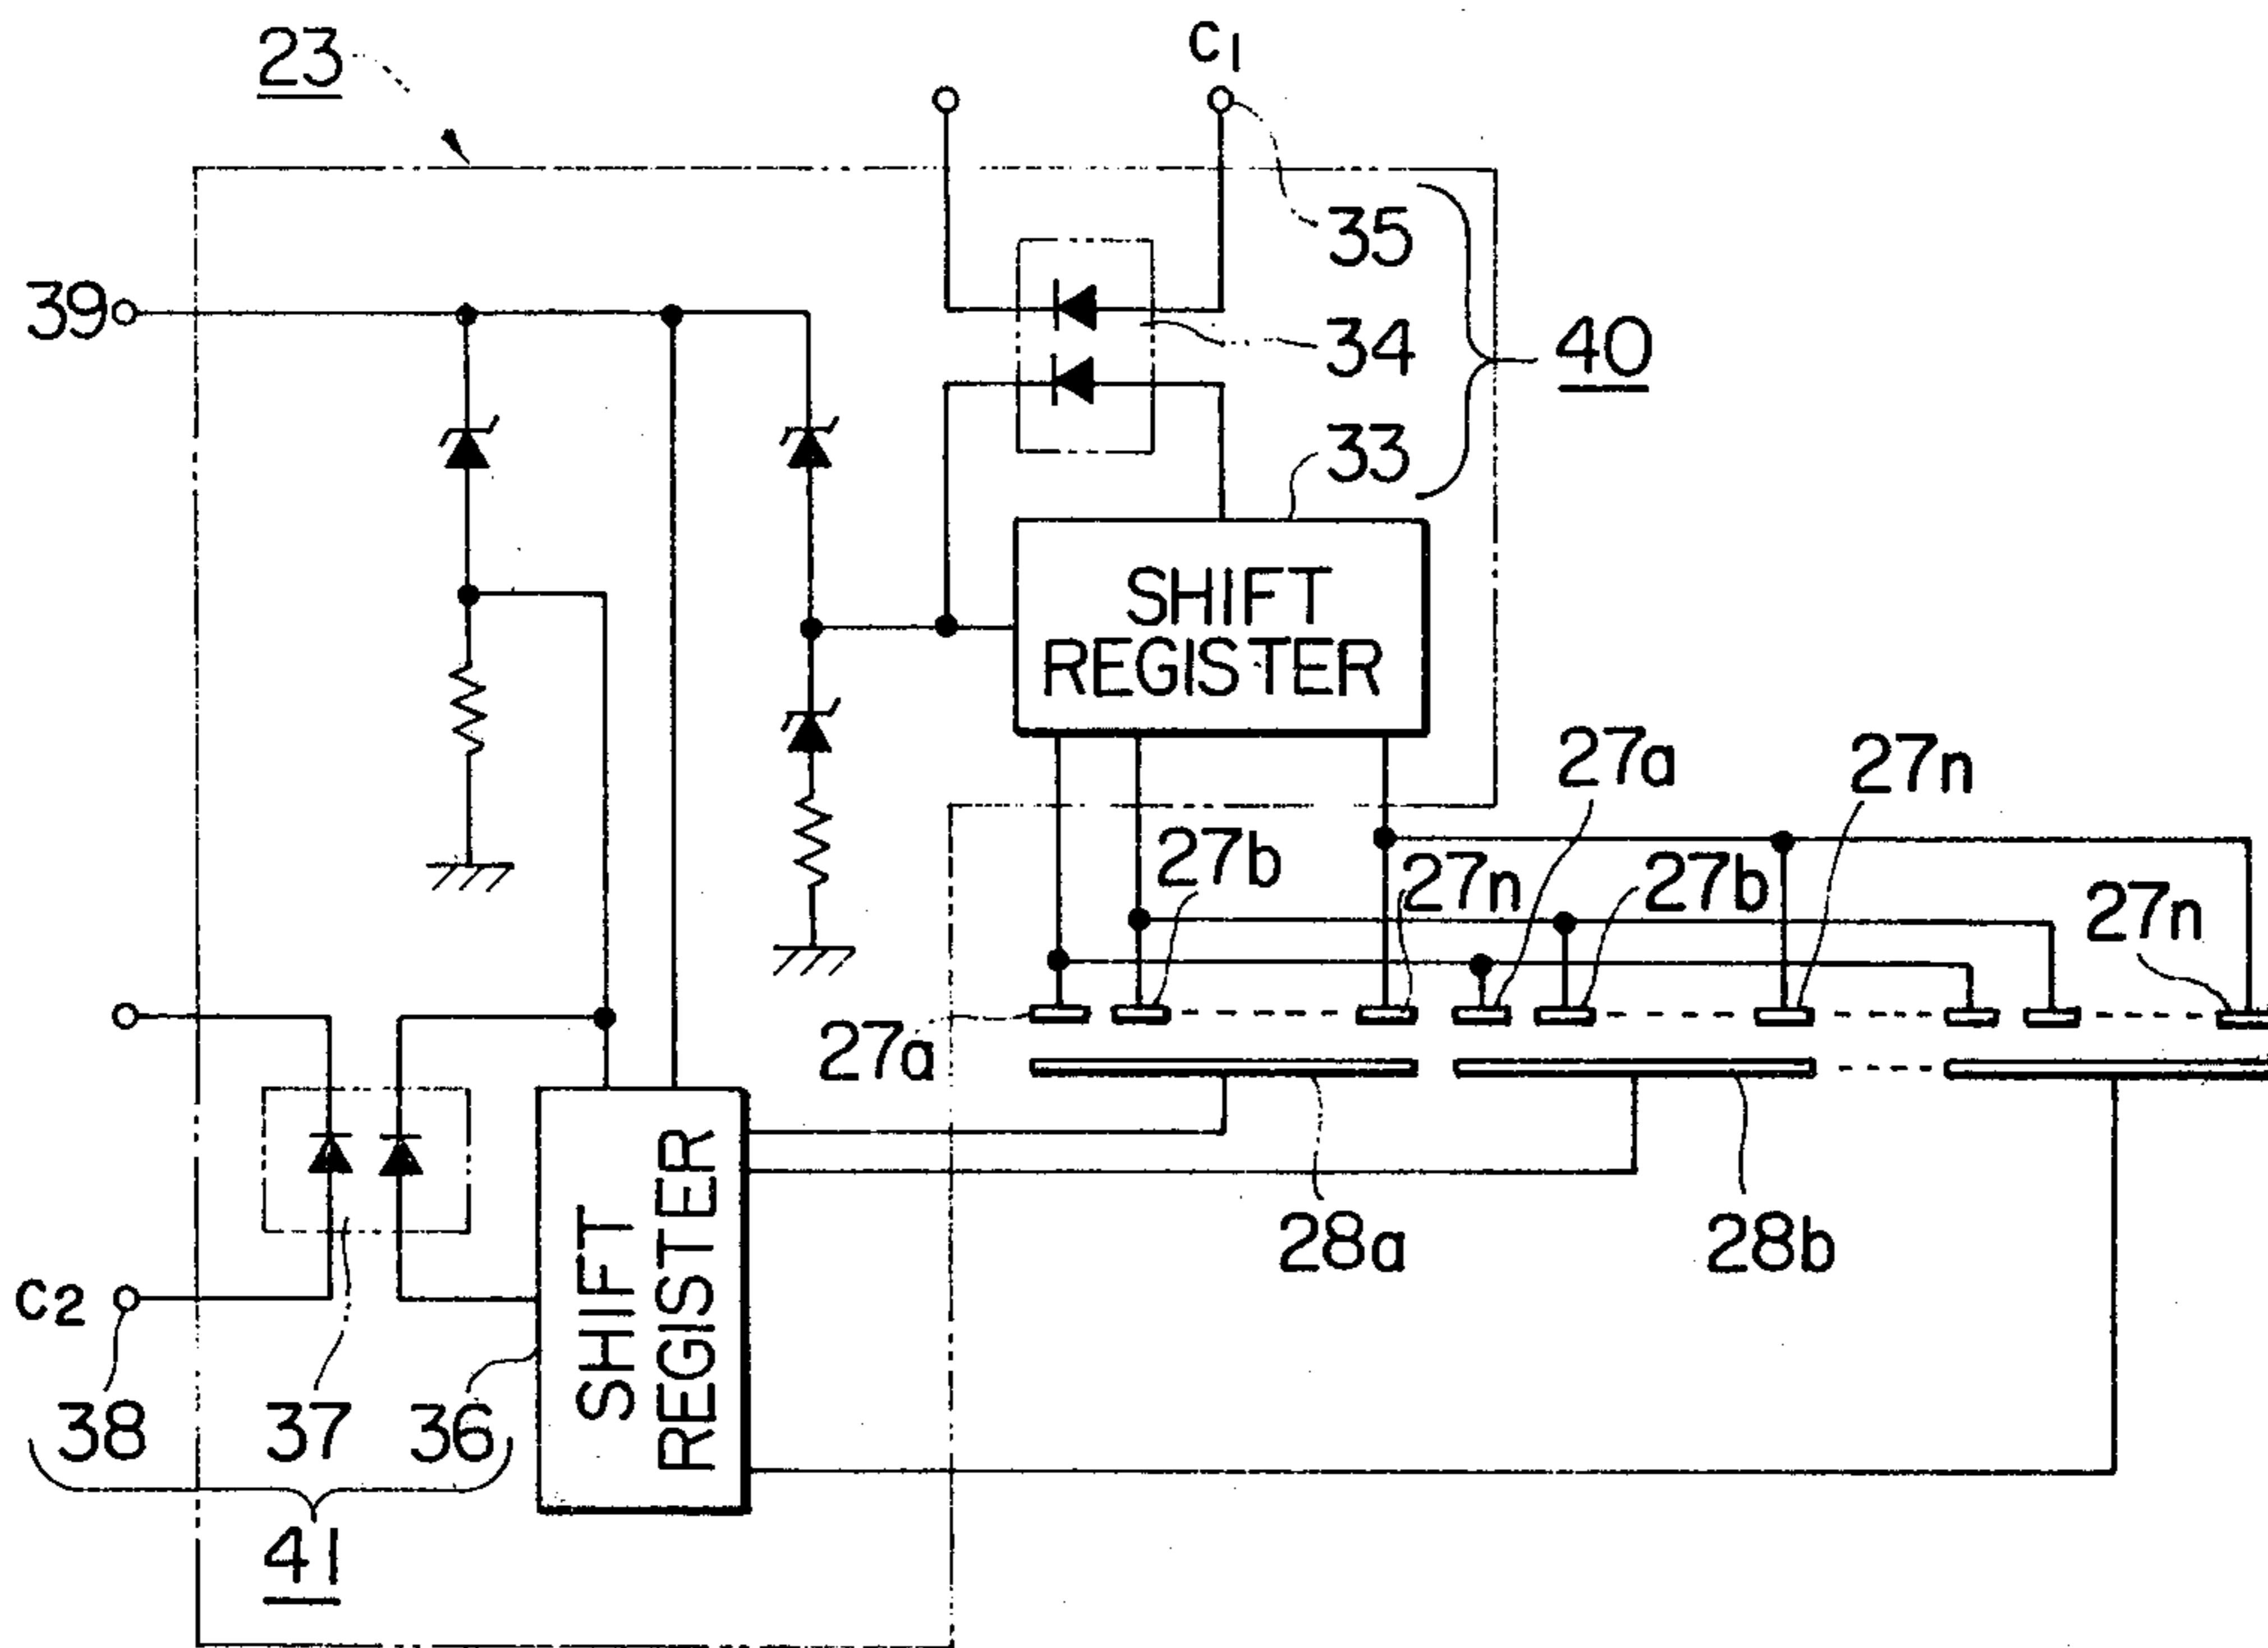 23
C1
35
39
34
40
33
SHIFT
REGISTER
27a
27n
27b
27n
27b
27n
27a
28a
28b
C2
SHIFT
REGISTER
38
37
36
41